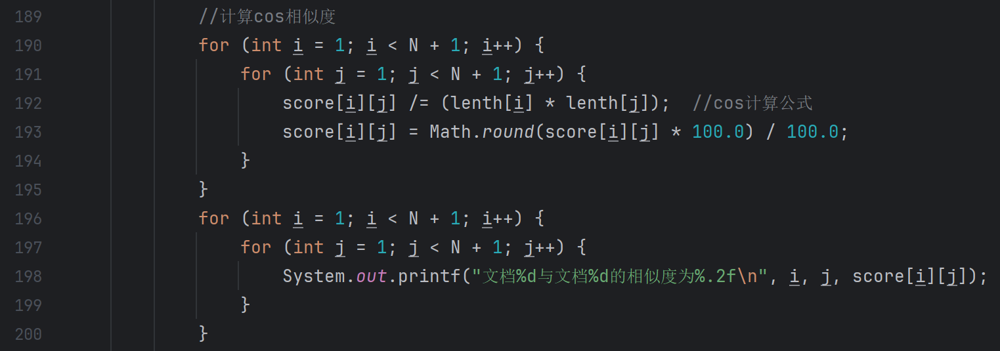 189 //计算cos相似度
190 for (int i = 1; i < N + 1; i++) {
191 for (int j = 1; j < N + 1; j++) {
192 score[i][j] /= (lenth[i] * lenth[j]); //cos计算公式
193 score[i][j] = Math.round(score[i][j] * 100.0) / 100.0;
194 }
195 }
196 for (int i = 1; i < N + 1; i++) {
197 for (int j = 1; j < N + 1; j++) {
198 System.out.printf("文档%d与文档%d的相似度为%.2f\n", i, j, score[i][j]);
199 }
200 }